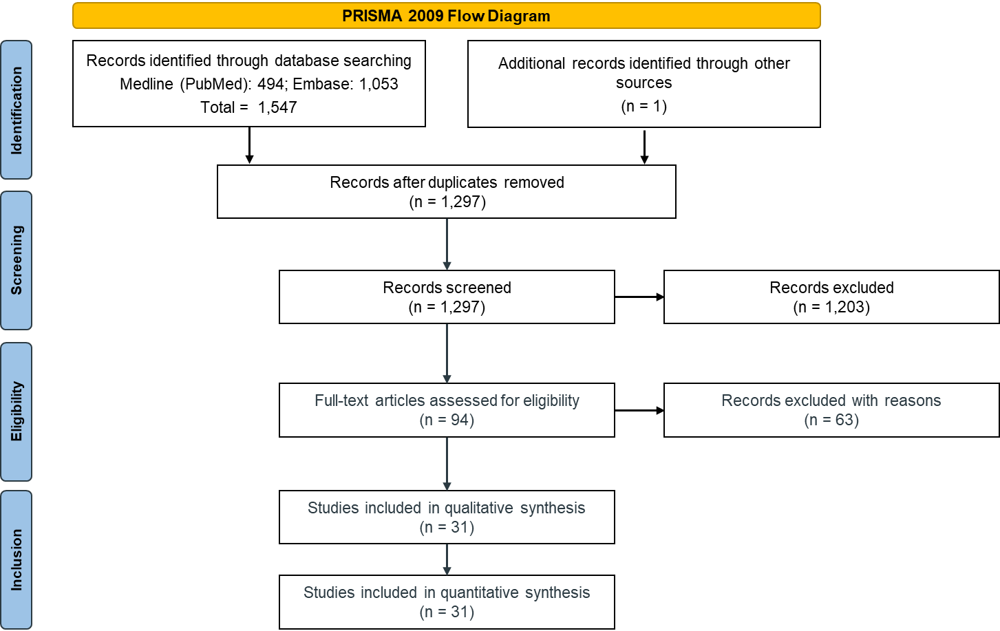 PRISMA 2009 Flow Diagram
Identification
Records identified through database searching
Medline (PubMed): 494; Embase: 1,053
Total = 1,547
Additional records identified through other
sources
(n = 1)
Records after duplicates removed
(n = 1,297)
Screening
Records screened
(n = 1,297)
Records excluded
(n = 1,203)
Eligibility
Full-text articles assessed for eligibility
(n = 94)
Records excluded with reasons
(n = 63)
Inclusion
Studies included in qualitative synthesis
(n = 31)
Studies included in quantitative synthesis
(n = 31)